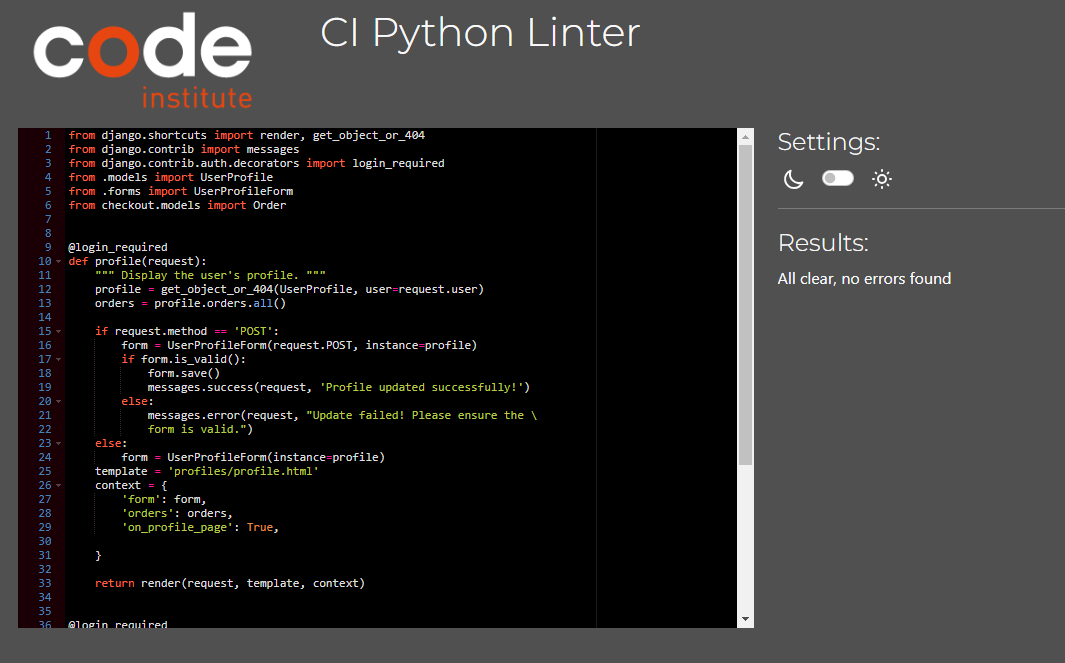 code
institute
CI Python Linter
1 from django.shortcuts import render, get_object_or_404
2 from django.contrib import messages
3 from django.contrib.auth.decorators import login_required
4 from .models import UserProfile
5 from .forms import UserProfileForm
6 from checkout.models import Order
7
8
9 @login_required
10 def profile(request):
11     """ Display the user's profile. """
12     profile = get_object_or_404(UserProfile, user=request.user)
13     orders = profile.orders.all()
14
15     if request.method == 'POST':
16         form = UserProfileForm(request.POST, instance=profile)
17         if form.is_valid():
18             form.save()
19             messages.success(request, 'Profile updated successfully!')
20         else:
21             messages.error(request, "Update failed! Please ensure the \
22             form is valid.")
23     else:
24         form = UserProfileForm(instance=profile)
25     template = 'profiles/profile.html'
26     context = {
27         'form': form,
28         'orders': orders,
29         'on_profile_page': True,
30
31     }
32
33     return render(request, template, context)
34
35
36 @login_required
Settings:
Results:
All clear, no errors found